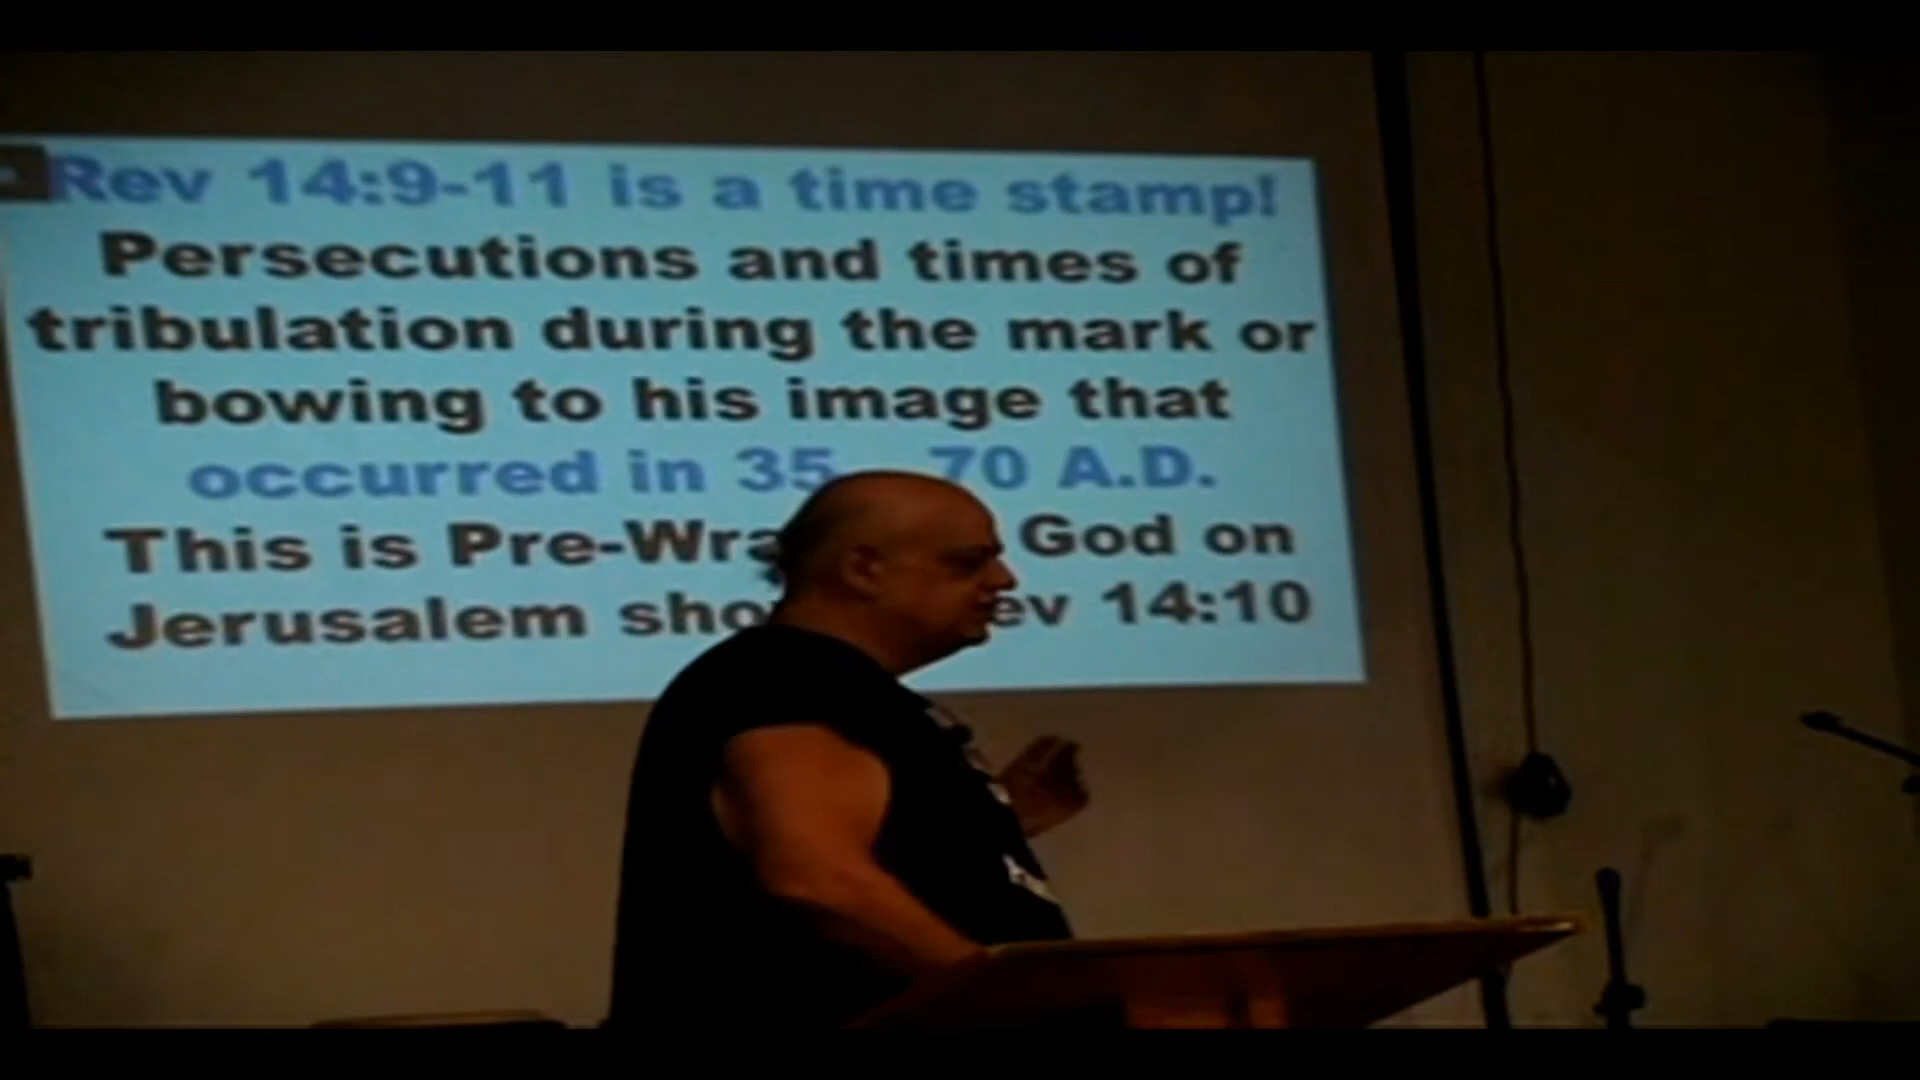 Rev 14:9-11 is a time stamp!
Persecutions and times of
tribulation during the mark or
bowing to his image that
occurred in 35 70 A.D.
This is Pre-Wra God on
Jerusalem sho ev 14:10